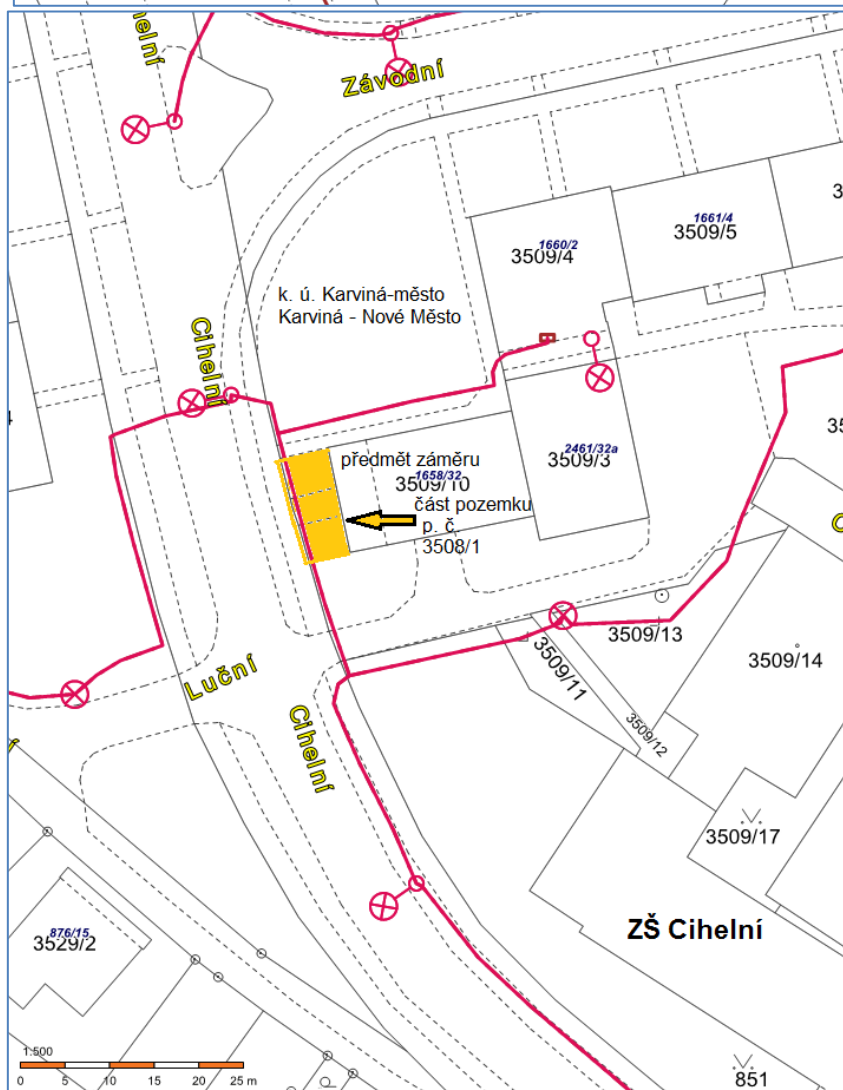 Cihelní
Závodní
1661/4
3509/5
1660/2
3509/4
k. ú. Karviná-město
Karviná - Nové Město
Cihelní
2461/32a
3509/3
předmět záměru
1658/32
3509/10
část pozemku
p. č.
3508/1
3509/13
3509/14
3509/11
Luční
Cihelní
3509/12
3509/17
ZŠ Cihelní
876/15
3529/2
1:500
0 5 10 15 20 25 m
851